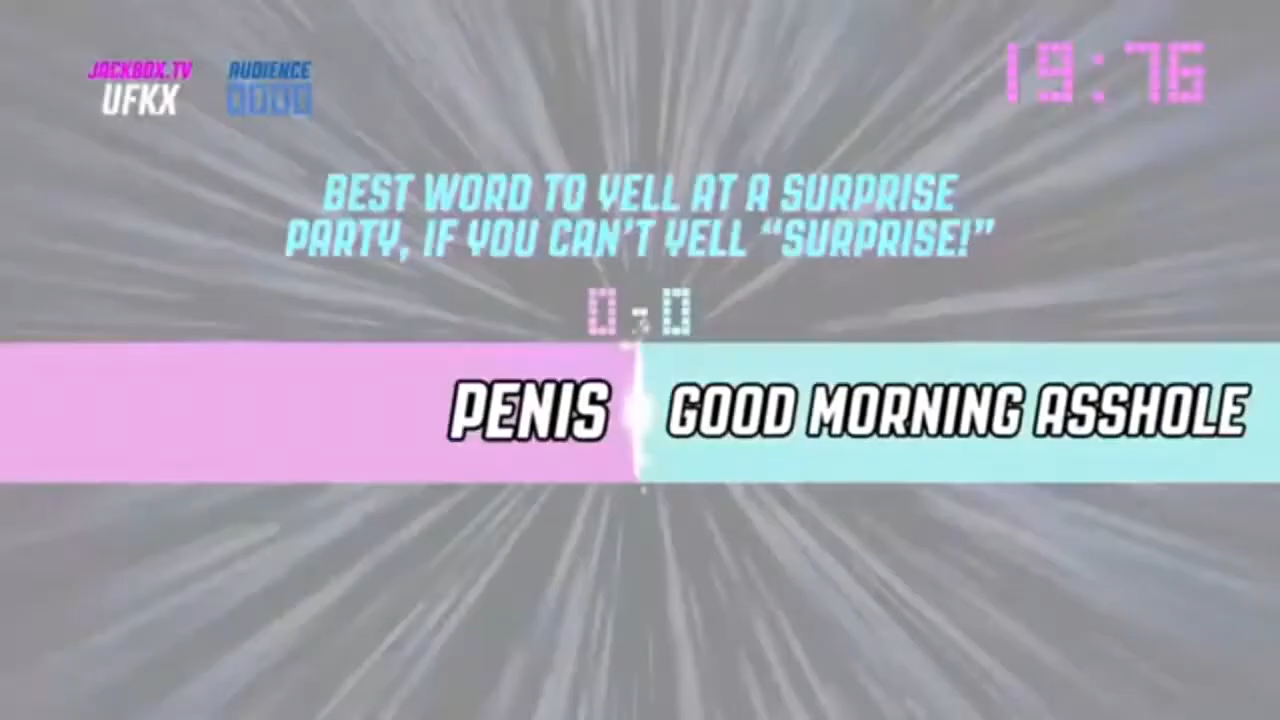 JACKBOX.TV
UFKX
AUDIENCE
0000
19:76
BEST WORD TO YELL AT A SURPRISE
PARTY, IF YOU CAN'T YELL “SURPRISE!”
0-0
PENIS
GOOD MORNING ASSHOLE